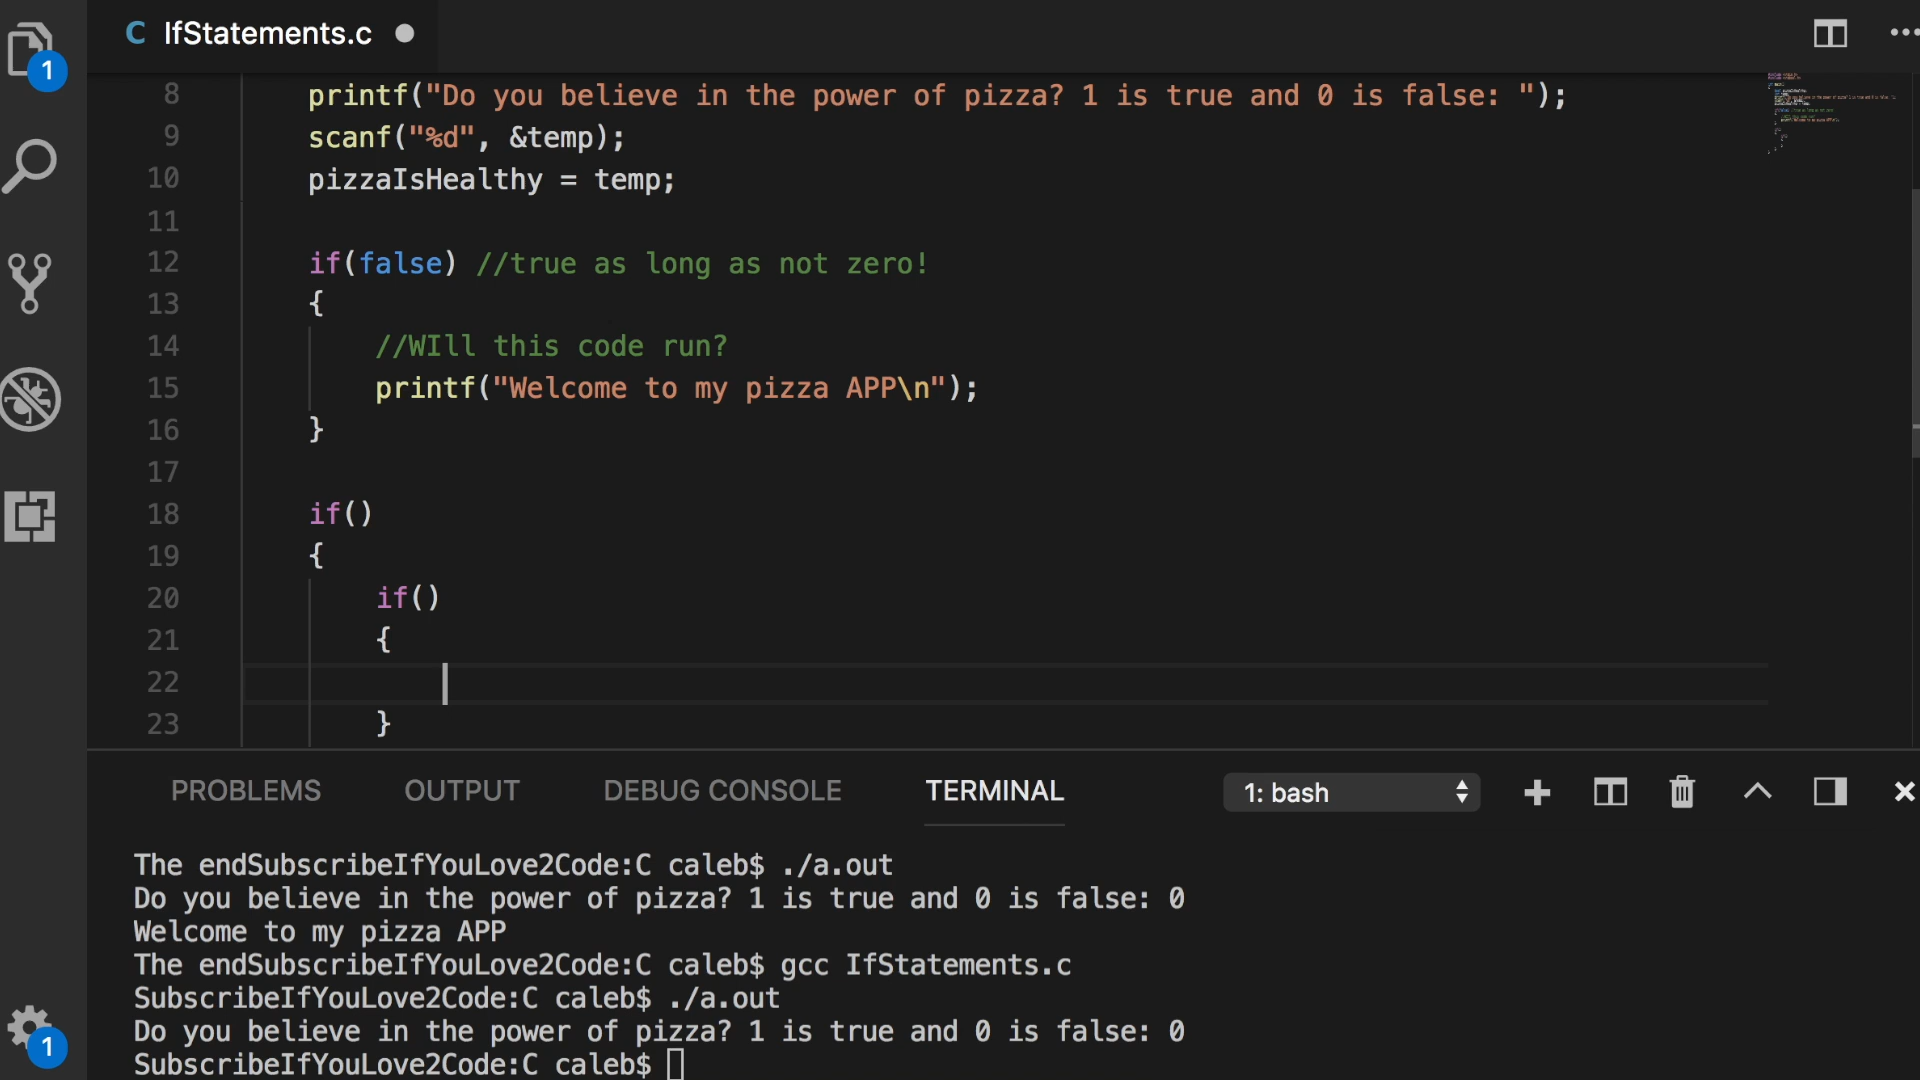 C IfStatements.c
1
8 printf("Do you believe in the power of pizza? 1 is true and 0 is false: ");
9 scanf("%d", &temp);
10 pizzaIsHealthy = temp;
11
12 if(false) //true as long as not zero!
13 {
14 //WIll this code run?
15 printf("Welcome to my pizza APP\n");
16 }
17
18 if()
19 {
20 if()
21 {
22
23 }
PROBLEMS OUTPUT DEBUG CONSOLE TERMINAL 1: bash
The endSubscribeIfYouLove2Code:C caleb$ ./a.out
Do you believe in the power of pizza? 1 is true and 0 is false: 0
Welcome to my pizza APP
The endSubscribeIfYouLove2Code:C caleb$ gcc IfStatements.c
SubscribeIfYouLove2Code:C caleb$ ./a.out
Do you believe in the power of pizza? 1 is true and 0 is false: 0
SubscribeIfYouLove2Code:C caleb$
1